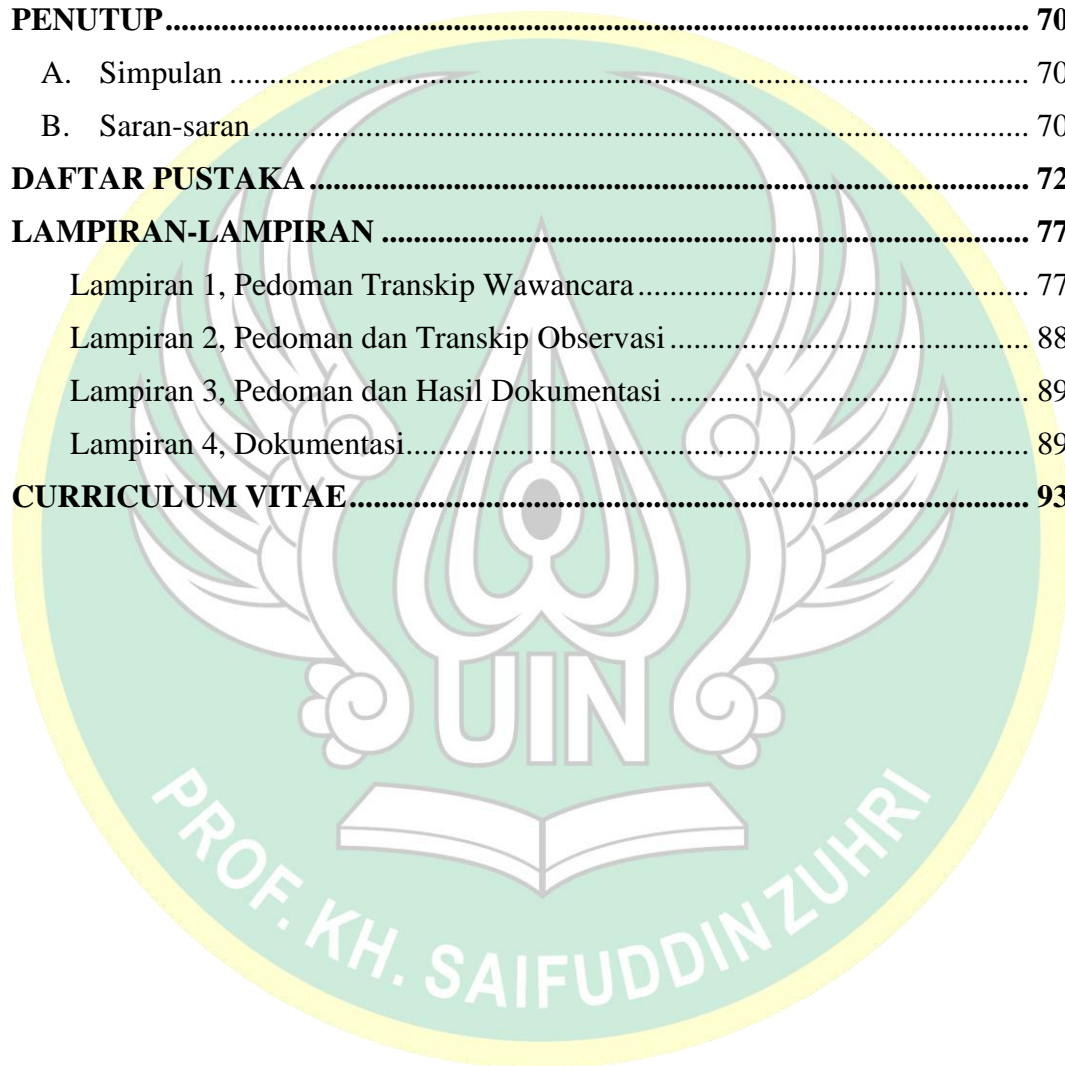 PENUTUP.......... 70
A. Simpulan .......... 70
B. Saran-saran.......... 70
DAFTAR PUSTAKA .......... 72
LAMPIRAN-LAMPIRAN .......... 77
Lampiran 1, Pedoman Transkip Wawancara.......... 77
Lampiran 2, Pedoman dan Transkip Observasi .......... 88
Lampiran 3, Pedoman dan Hasil Dokumentasi .......... 89
Lampiran 4, Dokumentasi.......... 89
CURRICULUM VITAE.......... 93
UIN
PROF. KH. SAIFUDDIN ZUHRI